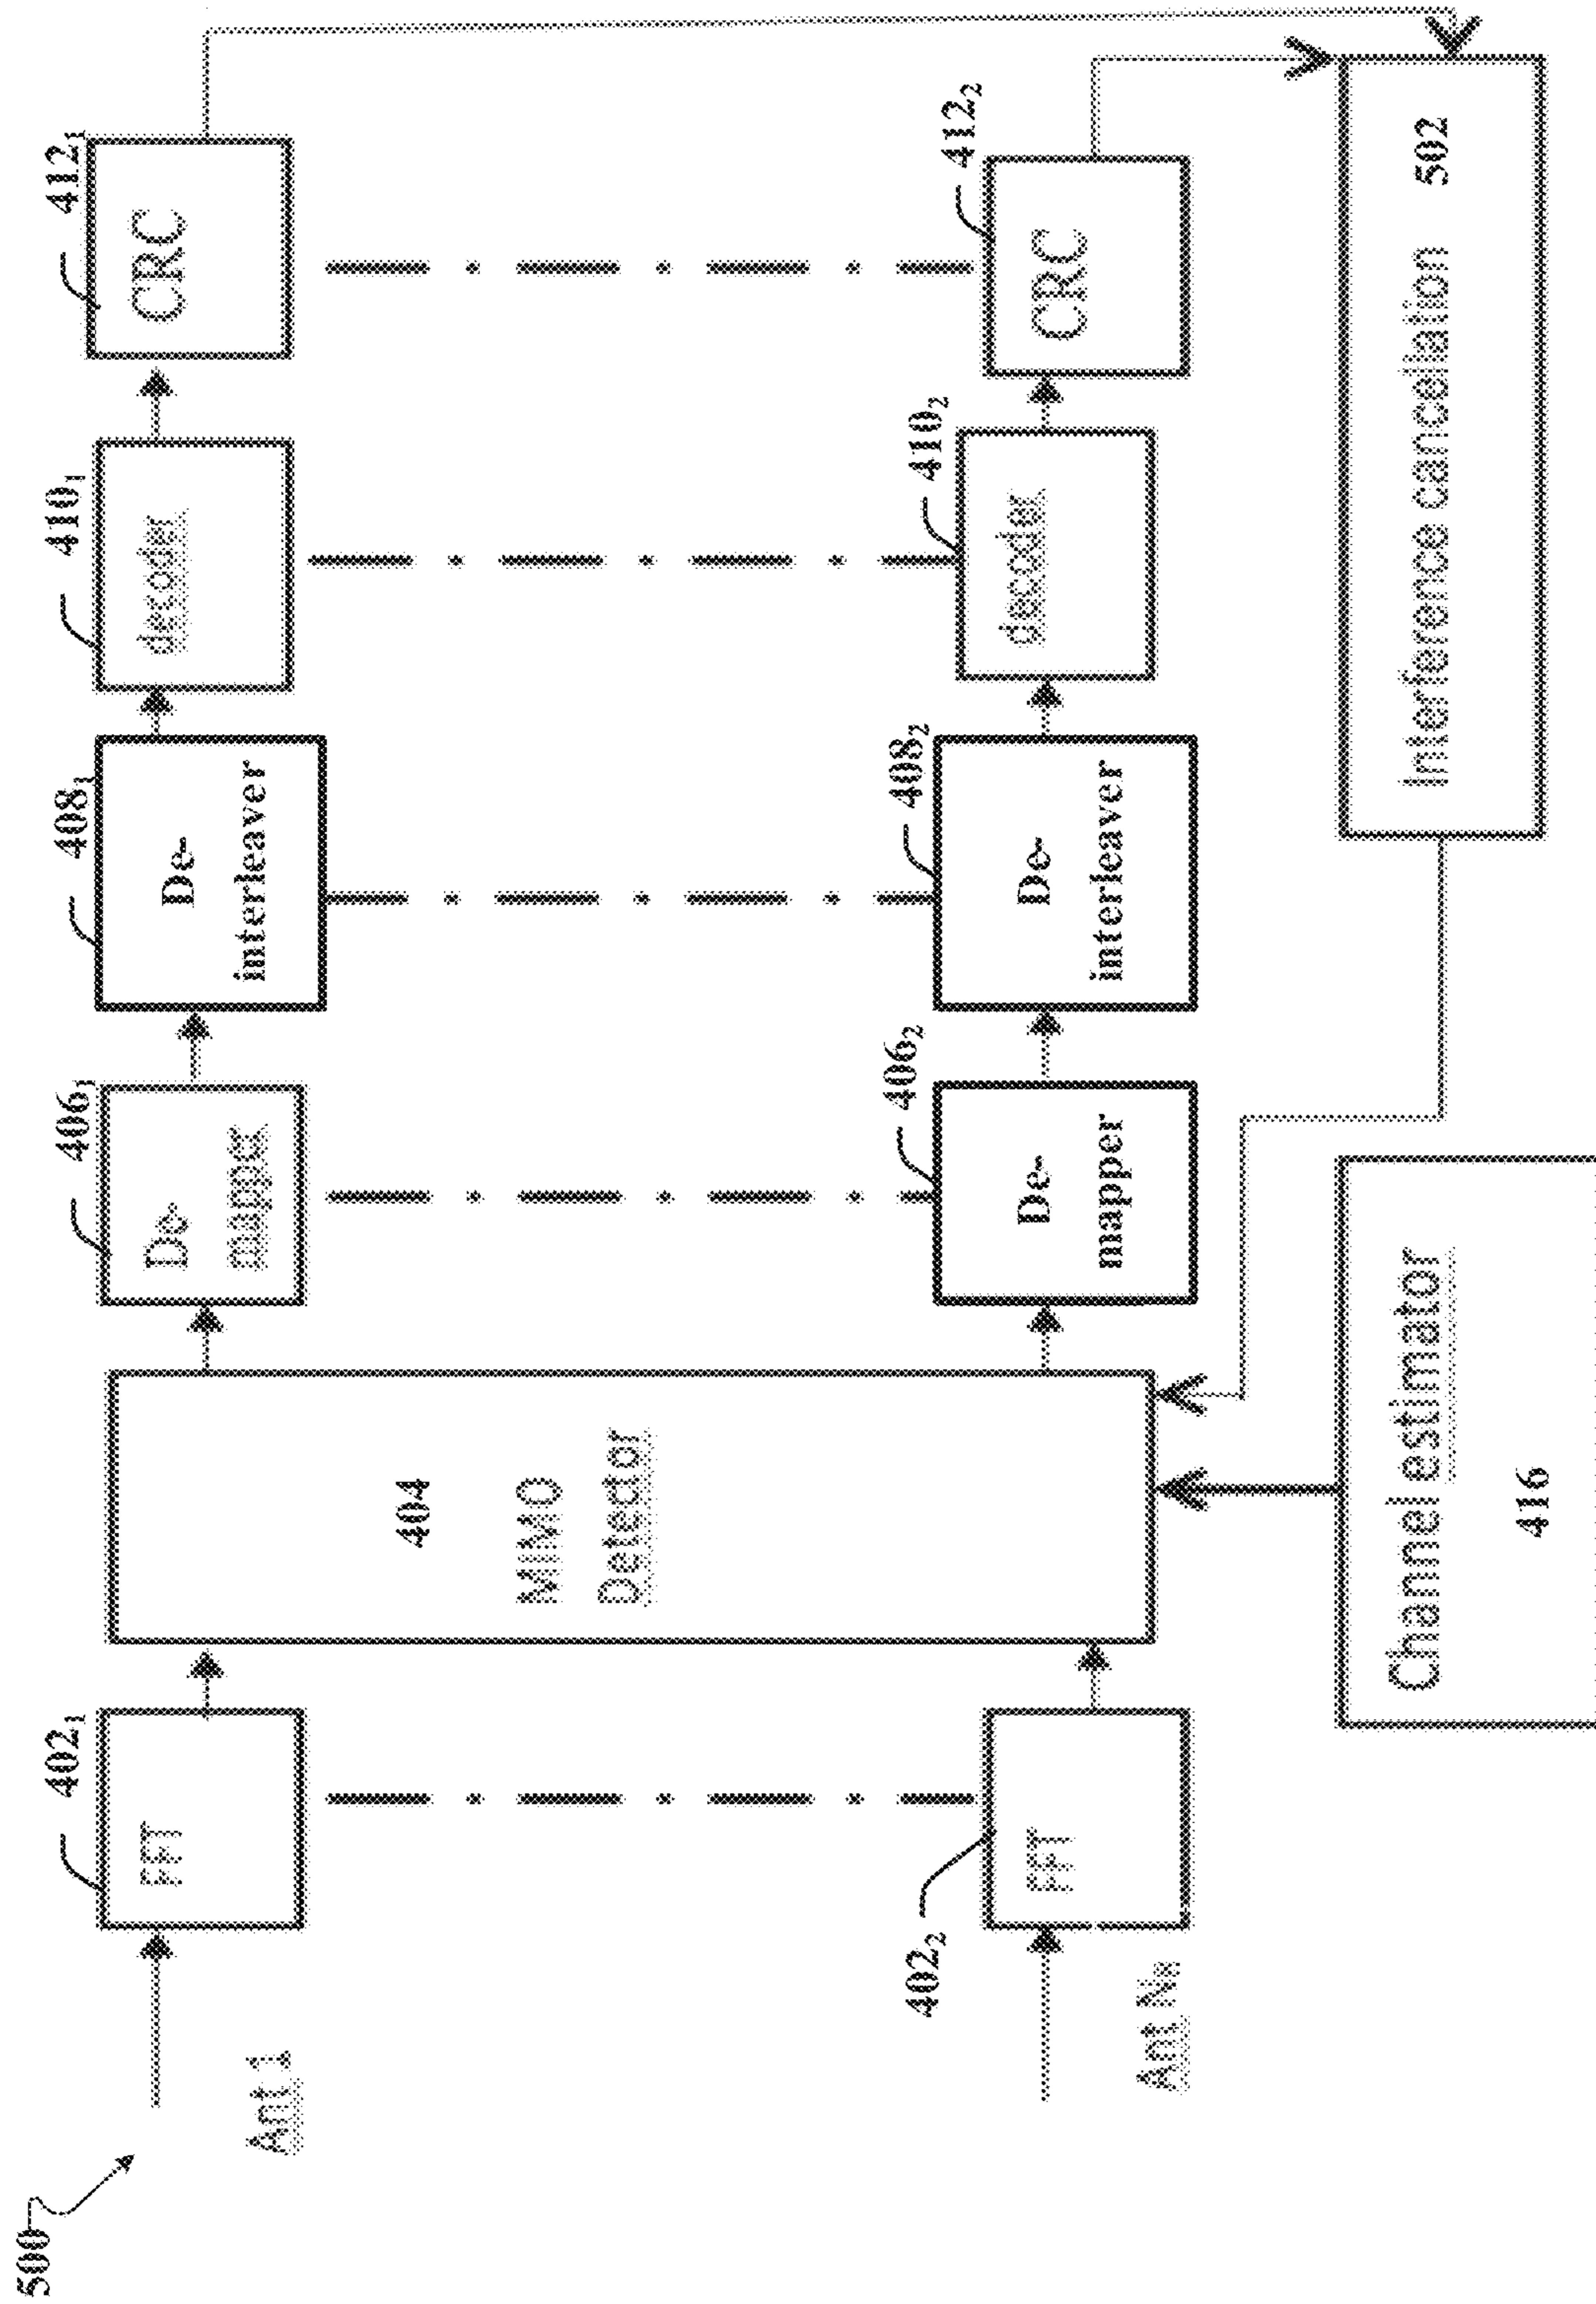 500
Ant 1
402₁
FFT
404
MIMO
Detector
406₁
De-
mapper
408₁
De-
interleaver
410₁
decoder
412₁
CRC
Ant NR
402₂
FFT
406₂
De-
mapper
408₂
De-
interleaver
410₂
decoder
412₂
CRC
Channel estimator
416
Interference cancellation 502